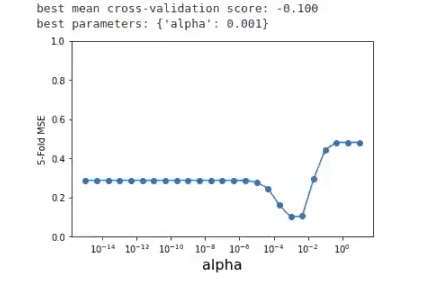 best mean cross-validation score: -0.100
best parameters: {'alpha': 0.001}
1.0
0.8
0.6
0.4
0.2
0.0
5-Fold MSE
10⁻¹⁴ 10⁻¹² 10⁻¹⁰ 10⁻⁸ 10⁻⁶ 10⁻⁴ 10⁻² 10⁰
alpha